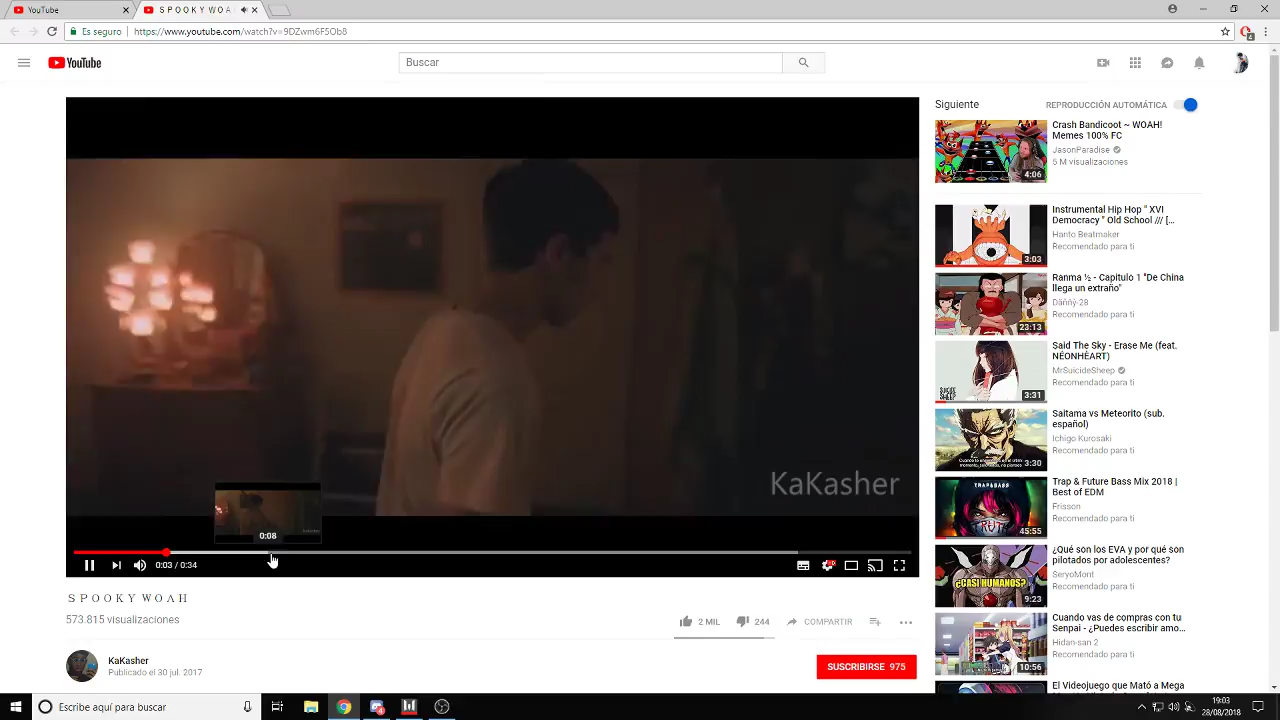 YouTube
S P O O K Y W O A
Es seguro
https://www.youtube.com/watch?v=9DZwm6F5Ob8
YouTube
Buscar
KaKasher
0:08
0:03 / 0:34
S P O O K Y W O A H
573.815 visualizaciones
2 MIL
244
COMPARTIR
KaKasher
Publicado el 30 jul. 2017
SUSCRIBIRSE 975
Siguiente
REPRODUCCIÓN AUTOMÁTICA
Crash Bandicoot ~ WOAH!
Memes 100% FC
JasonParadise
5 M visualizaciones
4:06
Instrumental Hip Hop " XVI
Democracy " Old School /// [...
Hanto Beatmaker
Recomendado para ti
3:03
Ranma ½ - Capitulo 1 "De China
llega un extraño"
Däññÿ-28
Recomendado para ti
23:13
Said The Sky - Erase Me (feat.
NÉONHÈART)
MrSuicideSheep
Recomendado para ti
3:31
Saitama vs Meteorito (sub.
español)
Ichigo Kurosaki
Recomendado para ti
3:30
Trap & Future Bass Mix 2018 |
Best of EDM
Frisson
Recomendado para ti
TRAP&BASS
TRUTH
45:55
¿Qué son los EVA y por qué son
pilotados por adolescentes?
SeryoMont
Recomendado para ti
¿CASI HUMANOS?
9:23
Cuando vas de compras con tu
Senpai - ¿Puedes escribir amo...
Hidan-san 2
Recomendado para ti
10:56
El Videojuego que Mató a Mega
Escribe aquí para buscar
19:03
28/08/2018